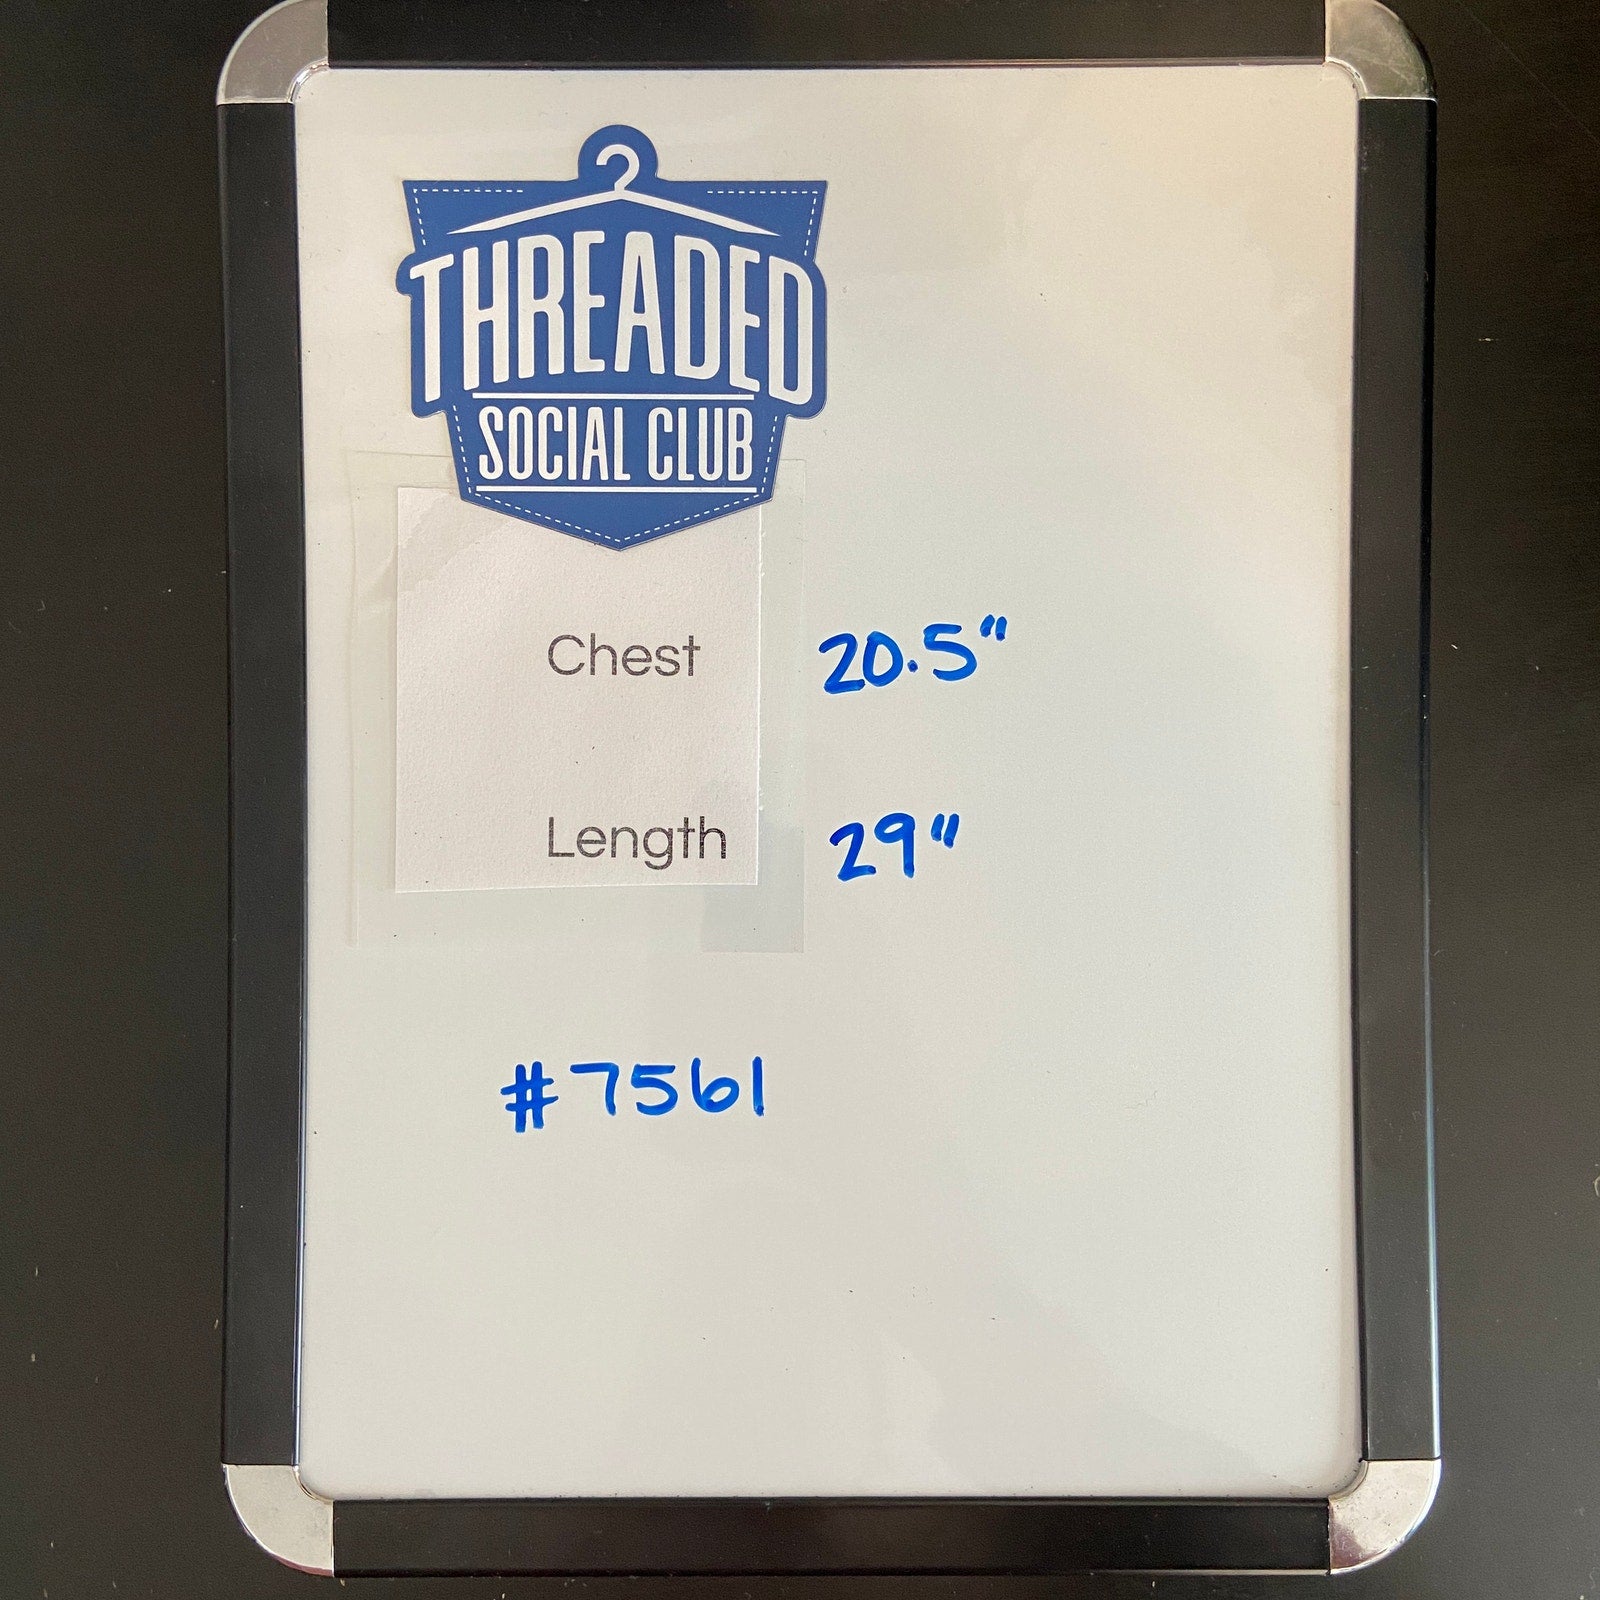 THREADED
SOCIAL CLUB
Chest 20.5"
Length 29"
#7561